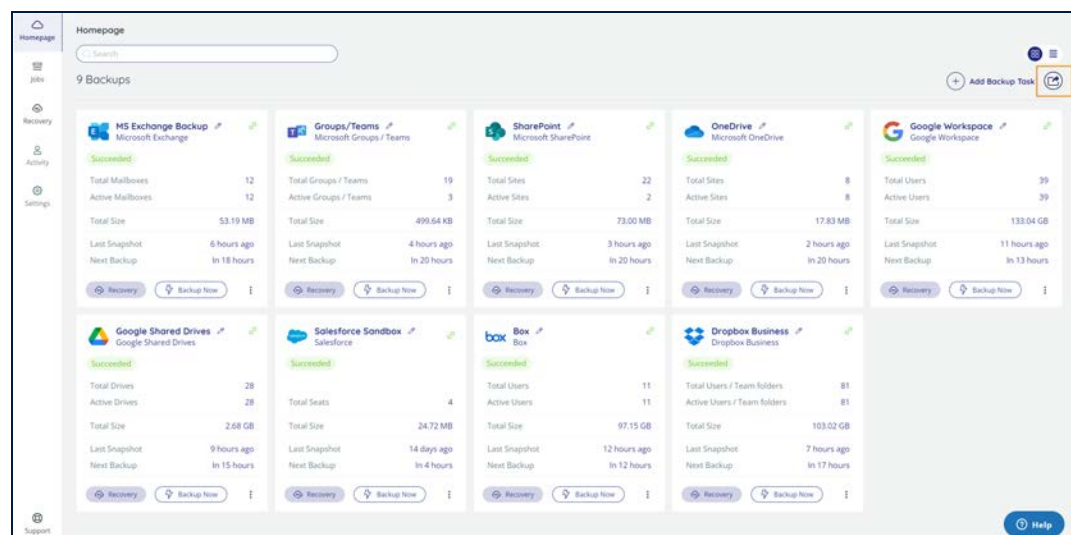 Homepage
Jobs
Recovery
Activity
Settings
Support
Homepage
Search
9 Backups
Add Backup Task
MS Exchange Backup
Microsoft Exchange
Succeeded
Total Mailboxes 12
Active Mailboxes 12
Total Size 53.19 MB
Last Snapshot 6 hours ago
Next Backup In 18 hours
Recovery Backup Now
Groups/Teams
Microsoft Groups / Teams
Succeeded
Total Groups / Teams 19
Active Groups / Teams 3
Total Size 499.64 KB
Last Snapshot 4 hours ago
Next Backup In 20 hours
Recovery Backup Now
SharePoint
Microsoft SharePoint
Succeeded
Total Sites 22
Active Sites 2
Total Size 73.00 MB
Last Snapshot 3 hours ago
Next Backup In 20 hours
Recovery Backup Now
OneDrive
Microsoft OneDrive
Succeeded
Total Sites 8
Active Sites 8
Total Size 17.83 MB
Last Snapshot 2 hours ago
Next Backup In 20 hours
Recovery Backup Now
Google Workspace
Google Workspace
Succeeded
Total Users 39
Active Users 39
Total Size 133.04 GB
Last Snapshot 11 hours ago
Next Backup In 13 hours
Recovery Backup Now
Google Shared Drives
Google Shared Drives
Succeeded
Total Drives 28
Active Drives 28
Total Size 2.68 GB
Last Snapshot 9 hours ago
Next Backup In 15 hours
Recovery Backup Now
Salesforce Sandbox
Salesforce
Succeeded
Total Seats 4
Total Size 24.72 MB
Last Snapshot 14 days ago
Next Backup In 4 hours
Recovery Backup Now
box
Box
Box
Succeeded
Total Users 11
Active Users 11
Total Size 97.15 GB
Last Snapshot 12 hours ago
Next Backup In 12 hours
Recovery Backup Now
Dropbox Business
Dropbox Business
Succeeded
Total Users / Team folders 81
Active Users / Team folders 81
Total Size 103.02 GB
Last Snapshot 7 hours ago
Next Backup In 17 hours
Recovery Backup Now
Help